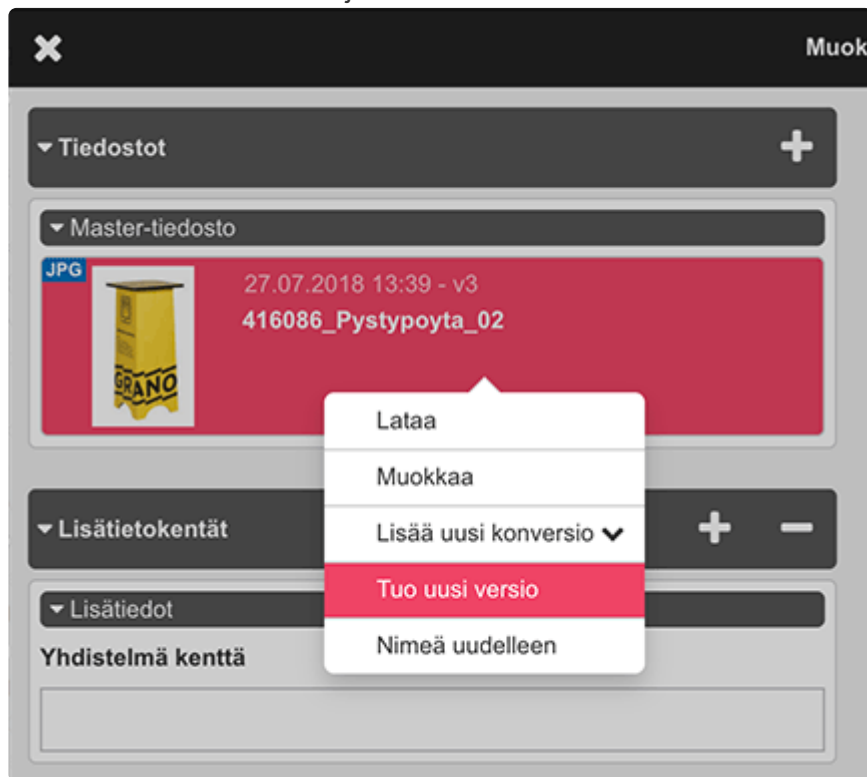 Muok
Tiedostot
Master-tiedosto
JPG
27.07.2018 13:39 - v3
416086_Pystypoyta_02
GRANO
Lataa
Muokkaa
Lisää uusi konversio
Tuo uusi versio
Nimeä uudelleen
Lisätietokentät
Lisätiedot
Yhdistelmä kenttä